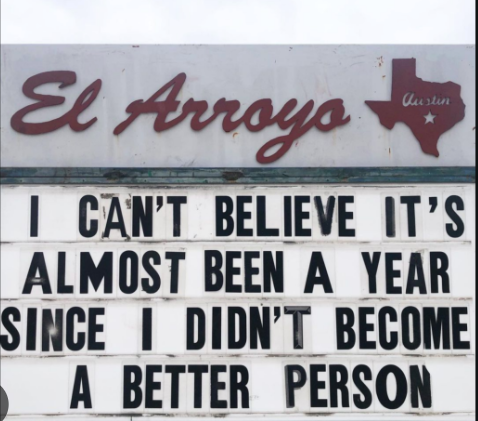 El Arroyo
Austin
I CAN'T BELIEVE IT'S
ALMOST BEEN A YEAR
SINCE I DIDN'T BECOME
A BETTER PERSON